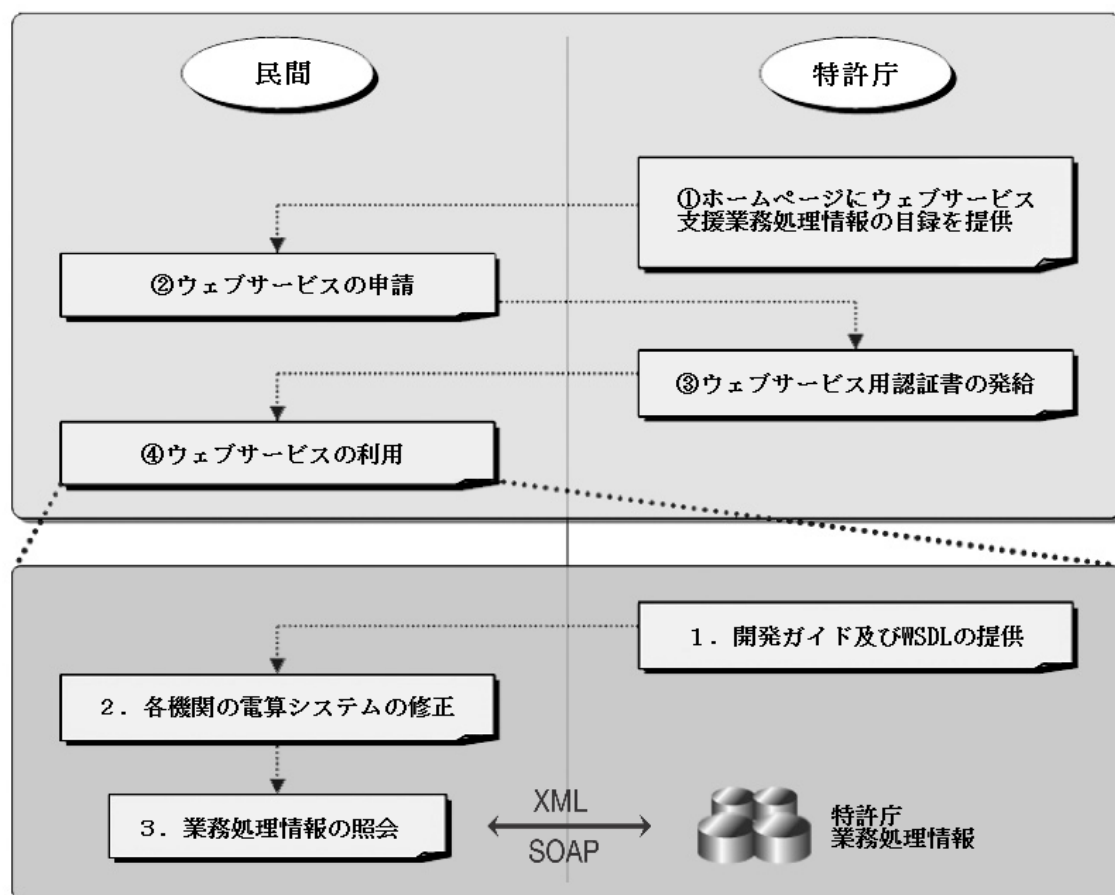 民間
特許庁
①ホームページにウェブサービス
支援業務処理情報の目録を提供
②ウェブサービスの申請
③ウェブサービス用認証書の発給
④ウェブサービスの利用
1．開発ガイド及びWSDLの提供
2．各機関の電算システムの修正
3．業務処理情報の照会
XML
SOAP
特許庁
業務処理情報